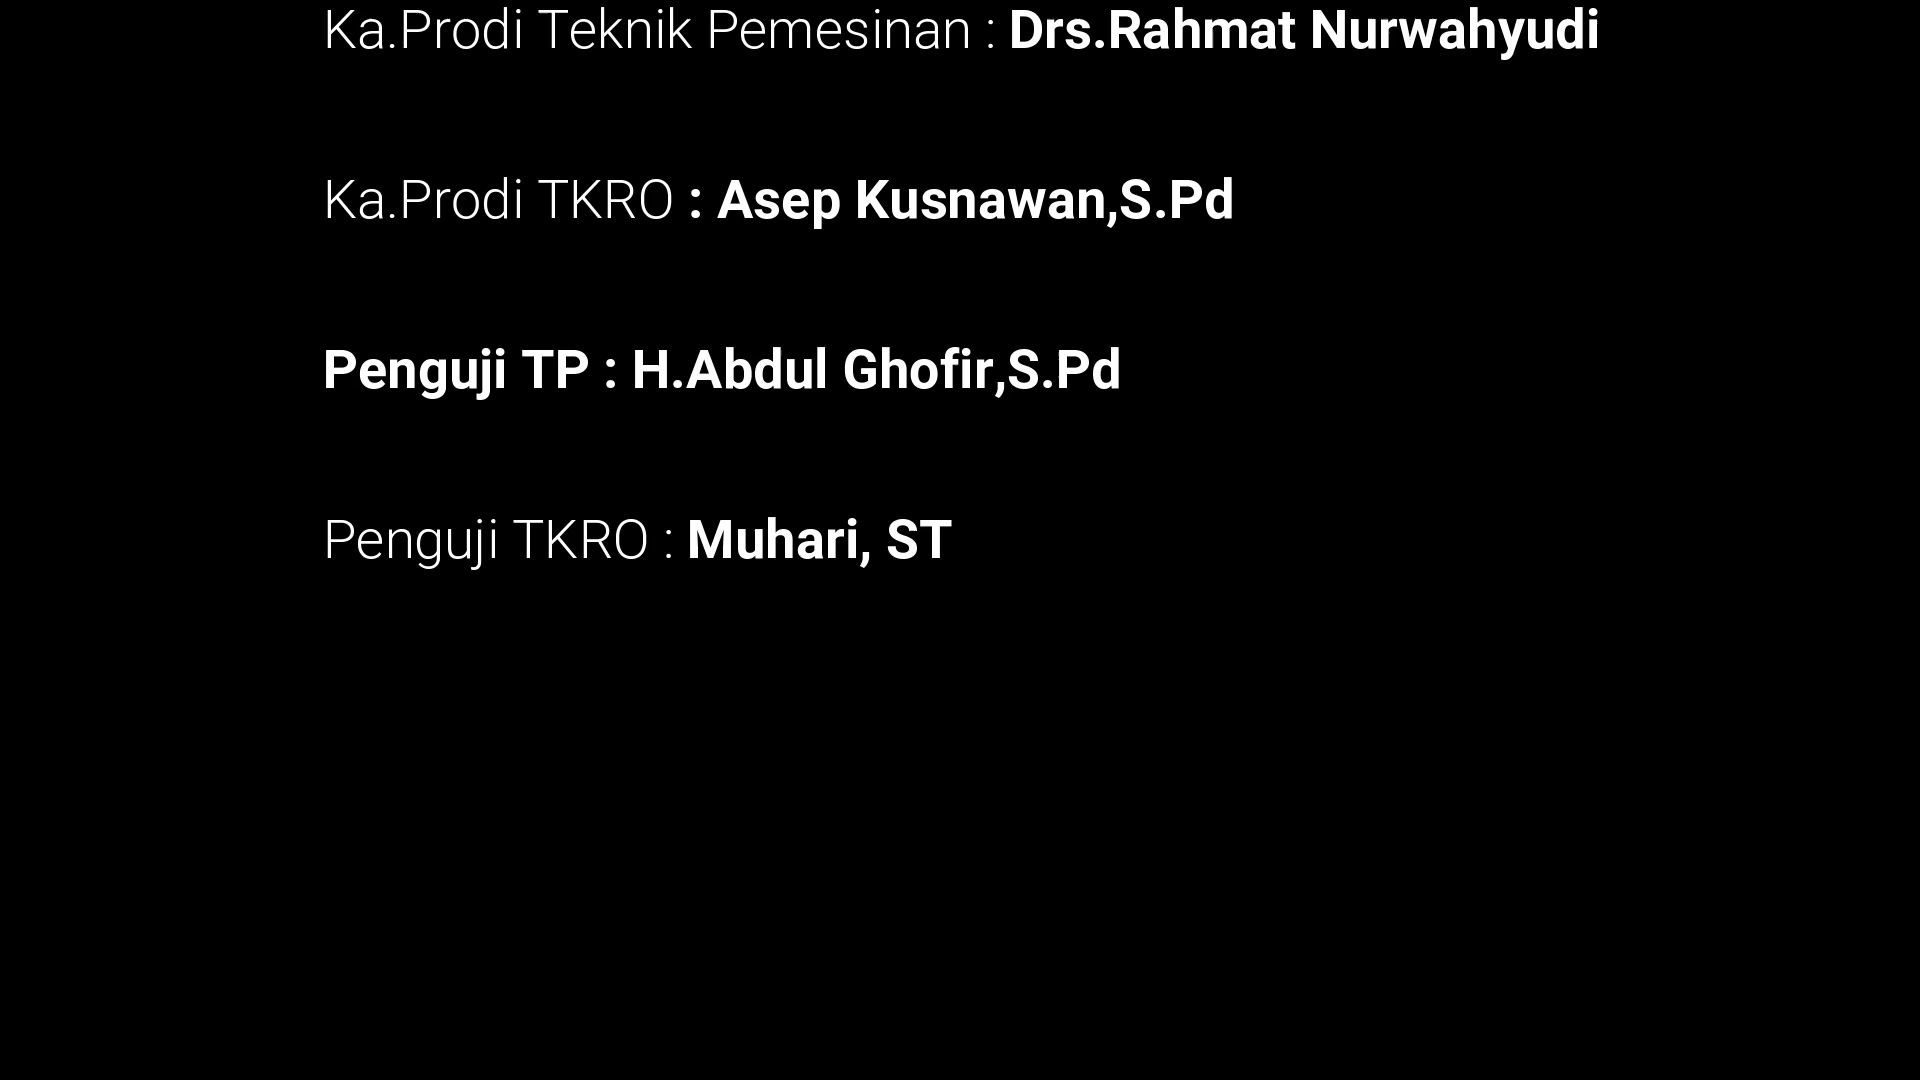 Ka.Prodi Teknik Pemesinan : Drs.Rahmat Nurwahyudi
Ka.Prodi TKRO : Asep Kusnawan,S.Pd
Penguji TP : H.Abdul Ghofir,S.Pd
Penguji TKRO : Muhari, ST